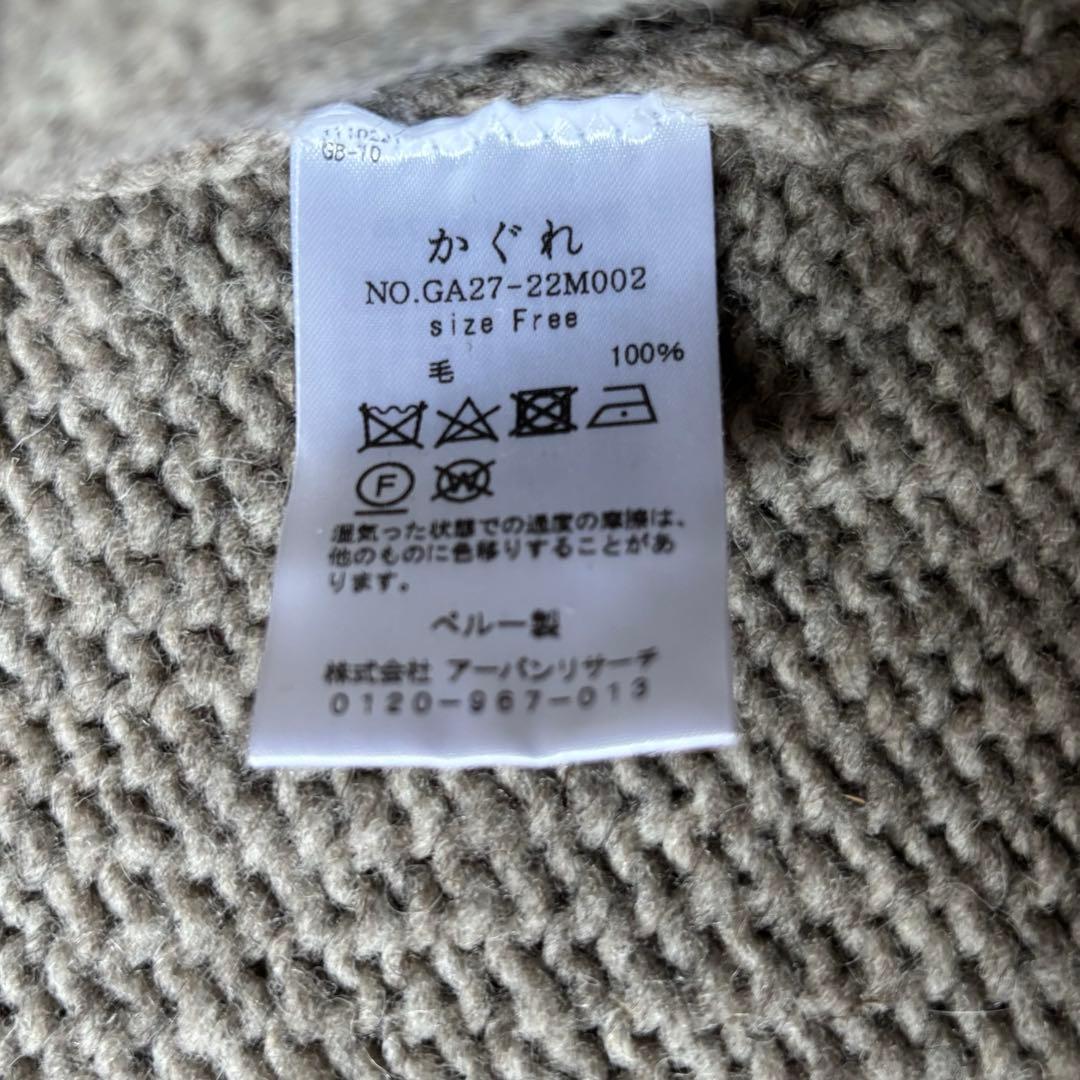 GB-10
かぐれ
NO.GA27-22M002
size Free
毛 100%
F W
湿気った状態での過度の摩擦は、
他のものに色移りすることがあ
ります。
ペルー製
株式会社 アーバンリサーチ
0120-967-013